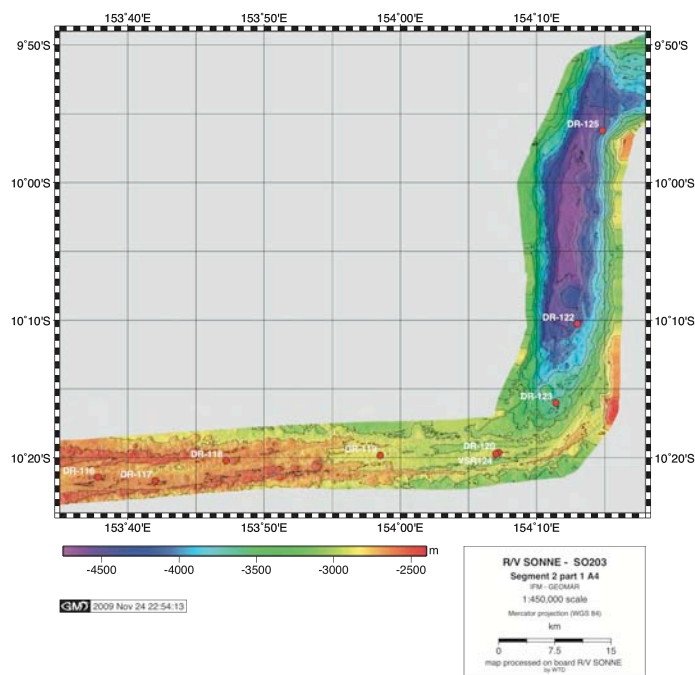 153˚40'E 153˚50'E 154˚00'E 154˚10'E
9˚50'S 9˚50'S
DR-125
10˚00'S 10˚00'S
10˚10'S DR-122 10˚10'S
DR-123
DR-119 DR-120
10˚20'S DR-118 VSR124 10˚20'S
DR-116 DR-117
153˚40'E 153˚50'E 154˚00'E 154˚10'E
m
-4500 -4000 -3500 -3000 -2500
GMD 2009 Nov 24 22:54:13
R/V SONNE - SO203
Segment 2 part 1 A4
IFM - GEOMAR
1:450,000 scale
Mercator projection (WGS 84)
km
0 7.5 15
map processed on board R/V SONNE
by WTD